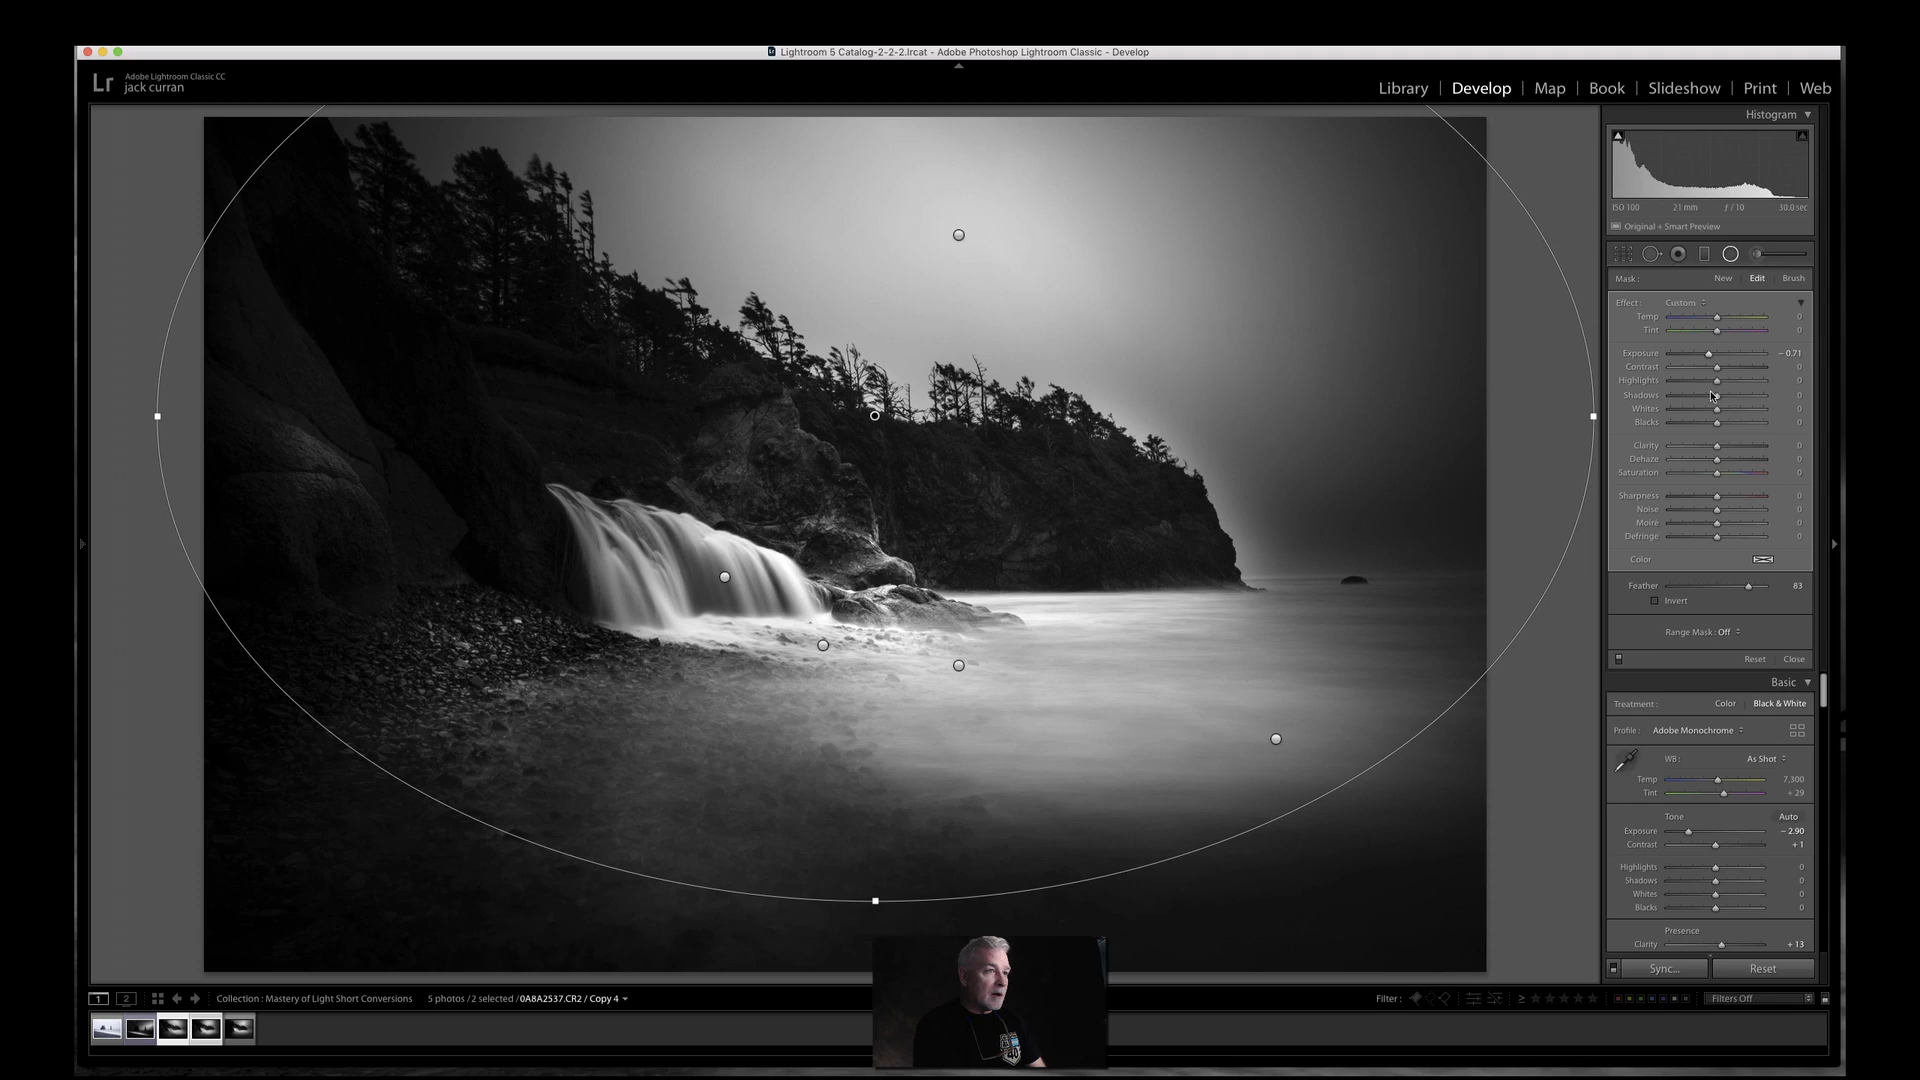 Lightroom 5 Catalog-2-2-2.lrcat - Adobe Photoshop Lightroom Classic - Develop
Lr
Adobe Lightroom Classic CC
jack curran
Library | Develop | Map | Book | Slideshow | Print | Web
Histogram
ISO 100 21 mm f / 10 30.0 sec
Original + Smart Preview
Mask : New Edit Brush
Effect : Custom
Temp 0
Tint 0
Exposure – 0.71
Contrast 0
Highlights 0
Shadows 0
Whites 0
Blacks 0
Clarity 0
Dehaze 0
Saturation 0
Sharpness 0
Noise 0
Moiré 0
Defringe 0
Color
Feather 83
Invert
Range Mask : Off
Reset Close
Basic
Treatment : Color Black & White
Profile : Adobe Monochrome
WB : As Shot
Temp 7,300
Tint + 29
Tone Auto
Exposure – 2.90
Contrast + 1
Highlights 0
Shadows 0
Whites 0
Blacks 0
Presence
Clarity + 13
Sync... Reset
1 2 Collection : Mastery of Light Short Conversions 5 photos / 2 selected / 0A8A2537.CR2 / Copy 4 Filter : ≥ Filters Off